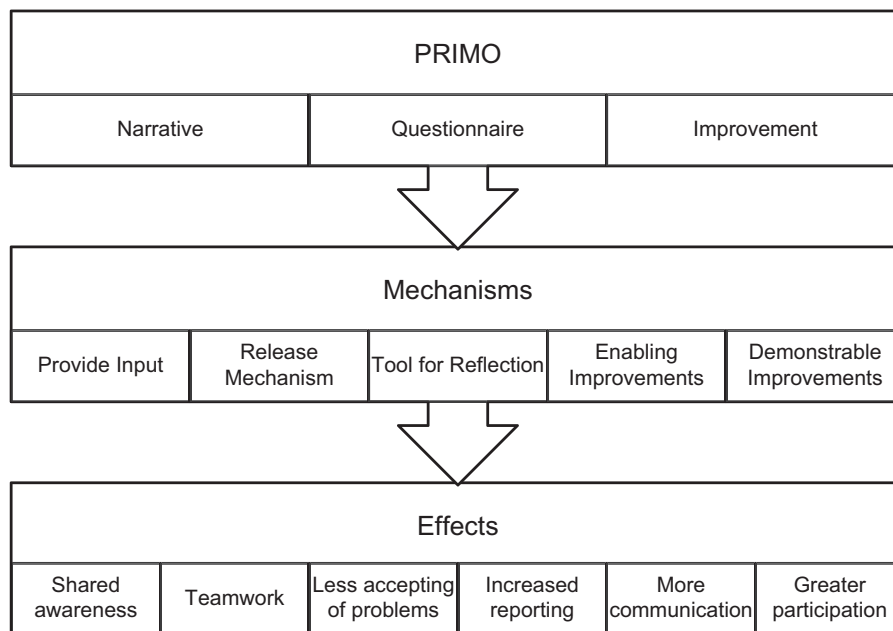 PRIMO
Narrative
Questionnaire
Improvement
Mechanisms
Provide Input
Release
Mechanism
Tool for Reflection
Enabling
Improvements
Demonstrable
Improvements
Effects
Shared
awareness
Teamwork
Less accepting
of problems
Increased
reporting
More
communication
Greater
participation